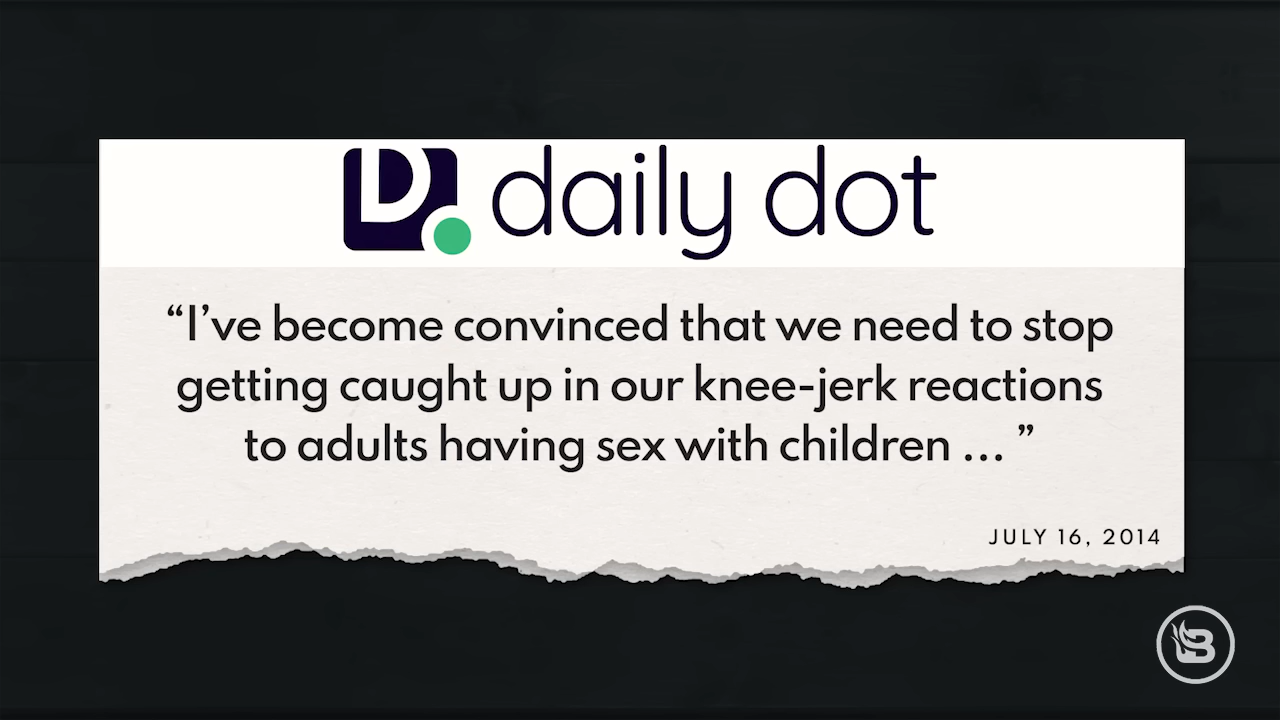 D. daily dot
“I’ve become convinced that we need to stop
getting caught up in our knee-jerk reactions
to adults having sex with children ... ”
JULY 16, 2014
B